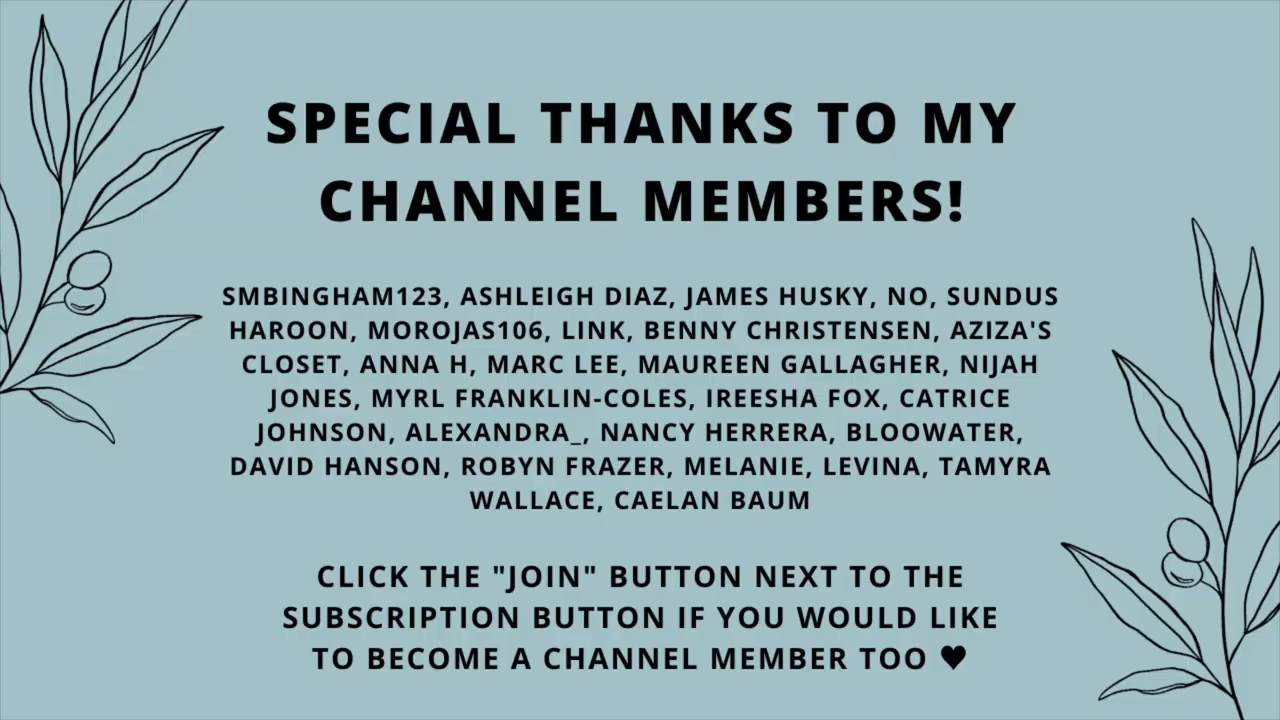 SPECIAL THANKS TO MY
CHANNEL MEMBERS!
SMBINGHAM123, ASHLEIGH DIAZ, JAMES HUSKY, NO, SUNDUS
HAROON, MOROJAS106, LINK, BENNY CHRISTENSEN, AZIZA'S
CLOSET, ANNA H, MARC LEE, MAUREEN GALLAGHER, NIJAH
JONES, MYRL FRANKLIN-COLES, IREESHA FOX, CATRICE
JOHNSON, ALEXANDRA_, NANCY HERRERA, BLOOWATER,
DAVID HANSON, ROBYN FRAZER, MELANIE, LEVINA, TAMYRA
WALLACE, CAELAN BAUM
CLICK THE "JOIN" BUTTON NEXT TO THE
SUBSCRIPTION BUTTON IF YOU WOULD LIKE
TO BECOME A CHANNEL MEMBER TOO ♥